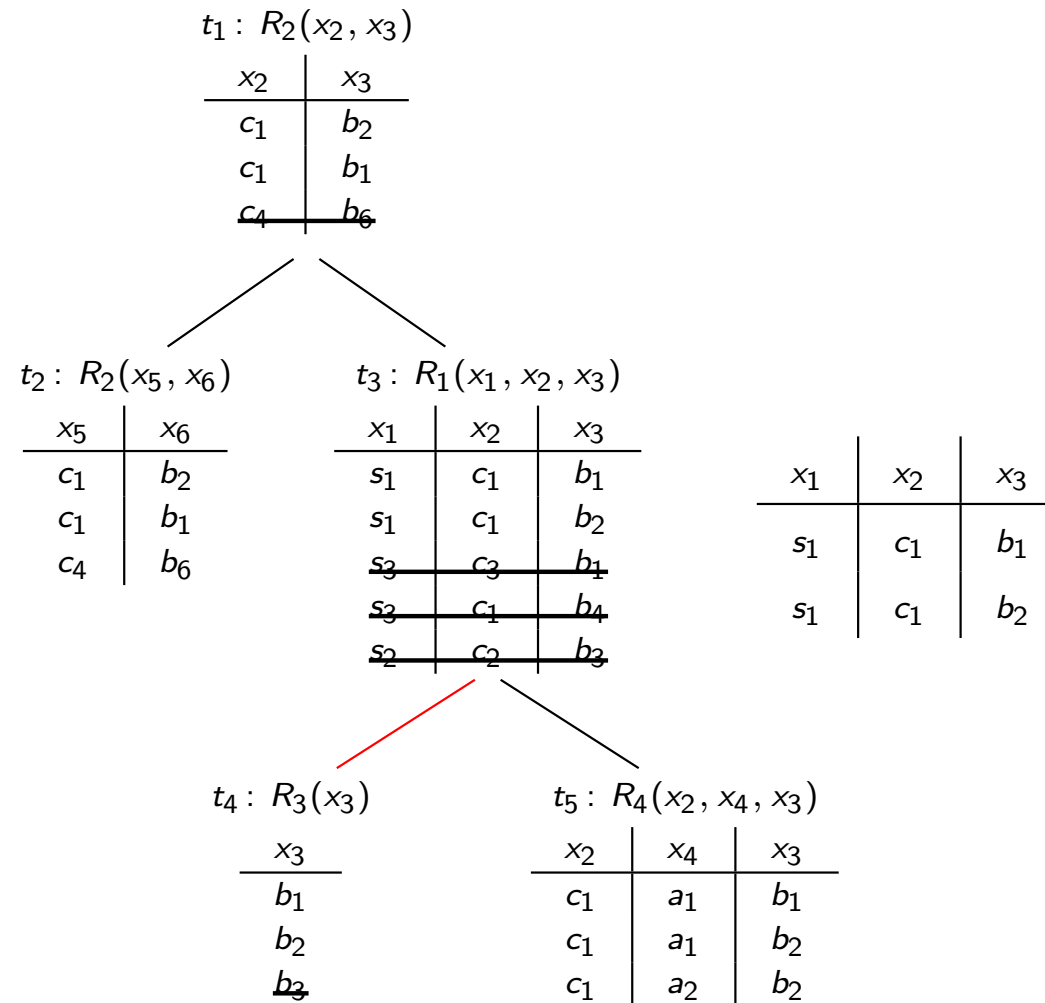 t₁ : R₂(x₂, x₃)
x₂ x₃
c₁ b₂
c₁ b₁
c₄ b₆
t₂ : R₂(x₅, x₆)
x₅ x₆
c₁ b₂
c₁ b₁
c₄ b₆
t₃ : R₁(x₁, x₂, x₃)
x₁ x₂ x₃
s₁ c₁ b₁
s₁ c₁ b₂
s₃ c₃ b₁
s₃ c₁ b₄
s₂ c₂ b₃
x₁ x₂ x₃
s₁ c₁ b₁
s₁ c₁ b₂
t₄ : R₃(x₃)
x₃
b₁
b₂
b₃
t₅ : R₄(x₂, x₄, x₃)
x₂ x₄ x₃
c₁ a₁ b₁
c₁ a₁ b₂
c₁ a₂ b₂